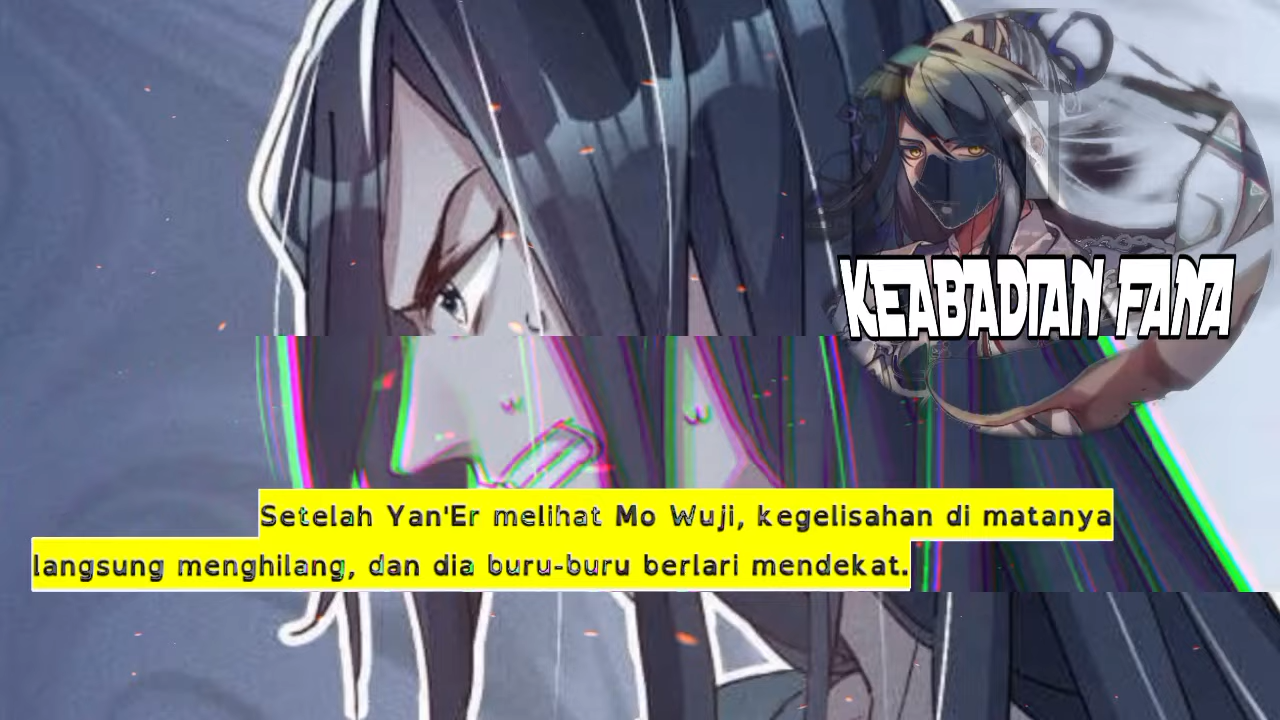 KEABADIAN FANA
Setelah Yan'Er melihat Mo Wuji, kegelisahan di matanya
langsung menghilang, dan dia buru-buru berlari mendekat.